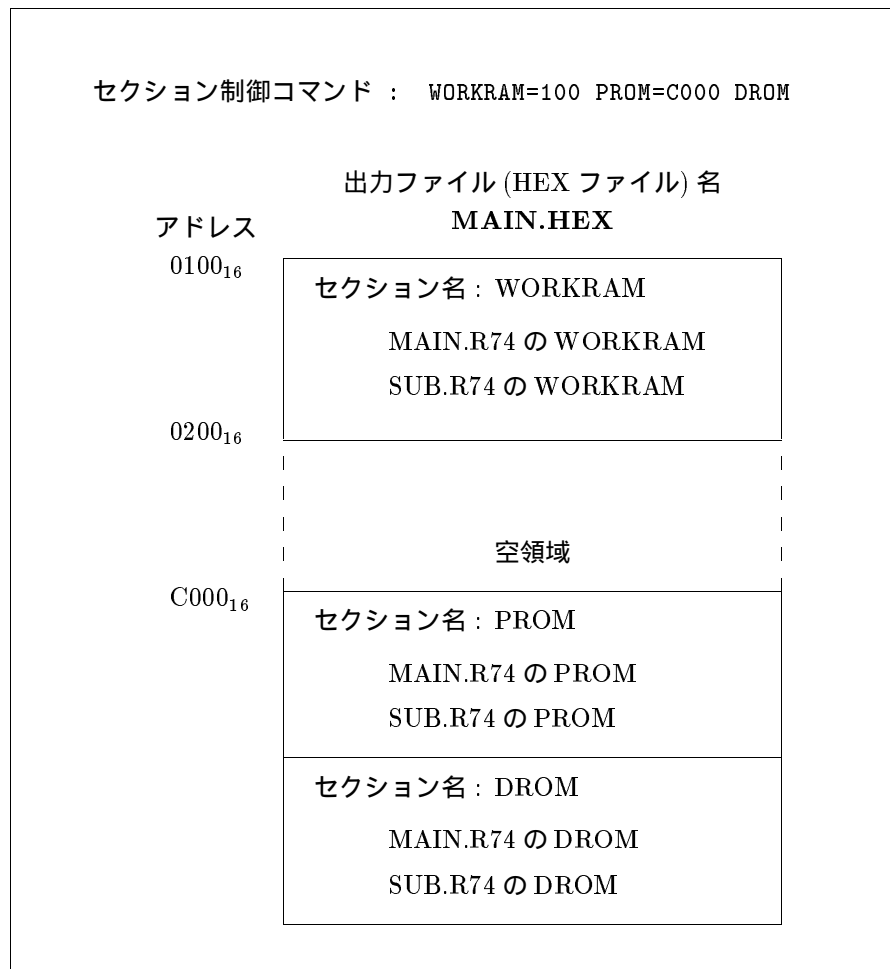 セクション制御コマンド : WORKRAM=100 PROM=C000 DROM
出力ファイル (HEX ファイル) 名
MAIN.HEX
アドレス
0100₁₆
セクション名 : WORKRAM
MAIN.R74 の WORKRAM
SUB.R74 の WORKRAM
0200₁₆
空領域
C000₁₆
セクション名 : PROM
MAIN.R74 の PROM
SUB.R74 の PROM
セクション名 : DROM
MAIN.R74 の DROM
SUB.R74 の DROM